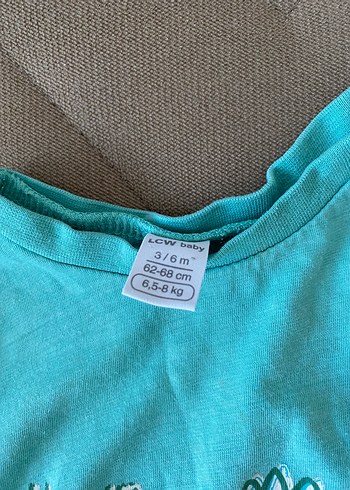 LCW baby
3/6 m
62-68 cm
6,5-8 kg